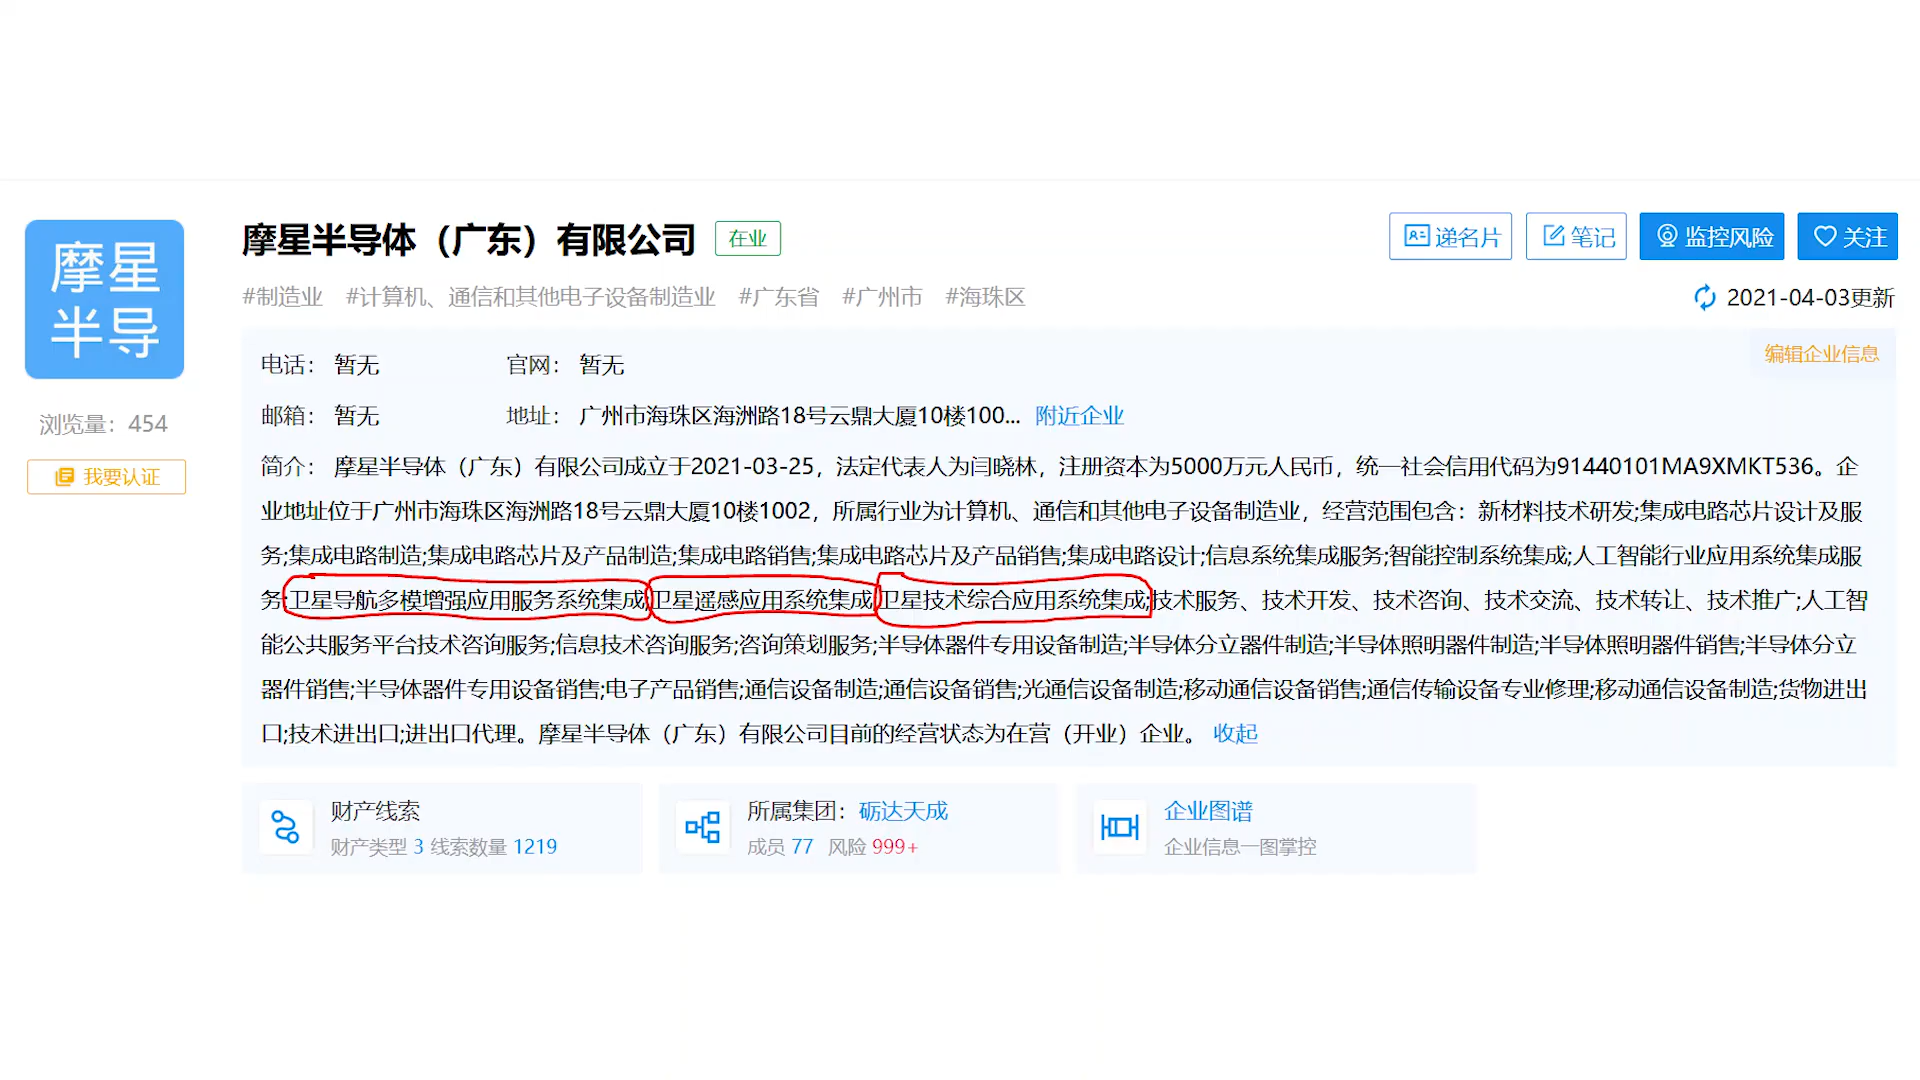 摩星
半导
浏览量：454
我要认证
摩星半导体（广东）有限公司 在业
递名片 笔记 监控风险 关注
#制造业 #计算机、通信和其他电子设备制造业 #广东省 #广州市 #海珠区
2021-04-03更新
编辑企业信息
电话： 暂无 官网： 暂无
邮箱： 暂无 地址： 广州市海珠区海洲路18号云鼎大厦10楼100... 附近企业
简介： 摩星半导体（广东）有限公司成立于2021-03-25，法定代表人为闫晓林，注册资本为5000万元人民币，统一社会信用代码为91440101MA9XMKT536。企
业地址位于广州市海珠区海洲路18号云鼎大厦10楼1002，所属行业为计算机、通信和其他电子设备制造业，经营范围包含：新材料技术研发;集成电路芯片设计及服
务;集成电路制造;集成电路芯片及产品制造;集成电路销售;集成电路芯片及产品销售;集成电路设计;信息系统集成服务;智能控制系统集成;人工智能行业应用系统集成服
务;卫星导航多模增强应用服务系统集成;卫星遥感应用系统集成;卫星技术综合应用系统集成;技术服务、技术开发、技术咨询、技术交流、技术转让、技术推广;人工智
能公共服务平台技术咨询服务;信息技术咨询服务;咨询策划服务;半导体器件专用设备制造;半导体分立器件制造;半导体照明器件制造;半导体照明器件销售;半导体分立
器件销售;半导体器件专用设备销售;电子产品销售;通信设备制造;通信设备销售;光通信设备制造;移动通信设备销售;通信传输设备专业修理;移动通信设备制造;货物进出
口;技术进出口;进出口代理。摩星半导体（广东）有限公司目前的经营状态为在营（开业）企业。 收起
财产线索
财产类型 3 线索数量 1219
所属集团：砺达天成
成员 77 风险 999+
企业图谱
企业信息一图掌控